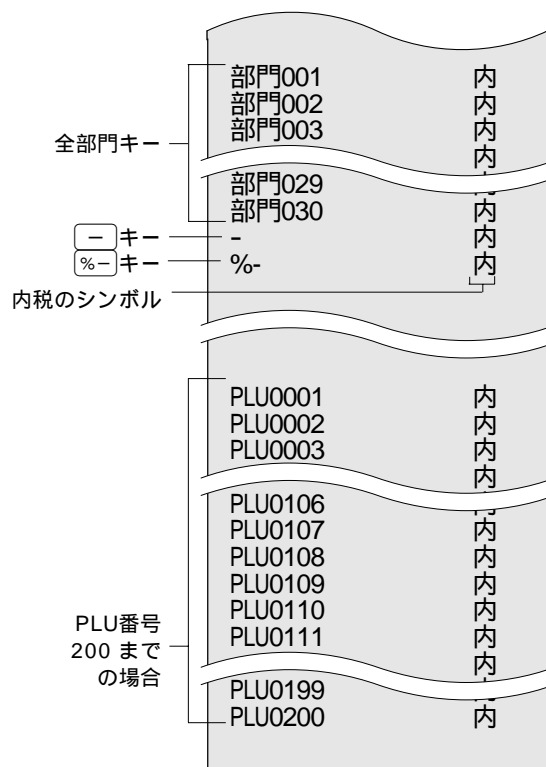 部門001 内
部門002 内
部門003 内
内
全部門キー
部門029
部門030 内
－キー - 内
%－キー %- 内
内税のシンボル
PLU0001 内
PLU0002 内
PLU0003 内
内
PLU0106
PLU0107 内
PLU0108 内
PLU0109 内
PLU0110 内
PLU0111 内
内
PLU番号
200 まで
の場合
PLU0199
PLU0200 内